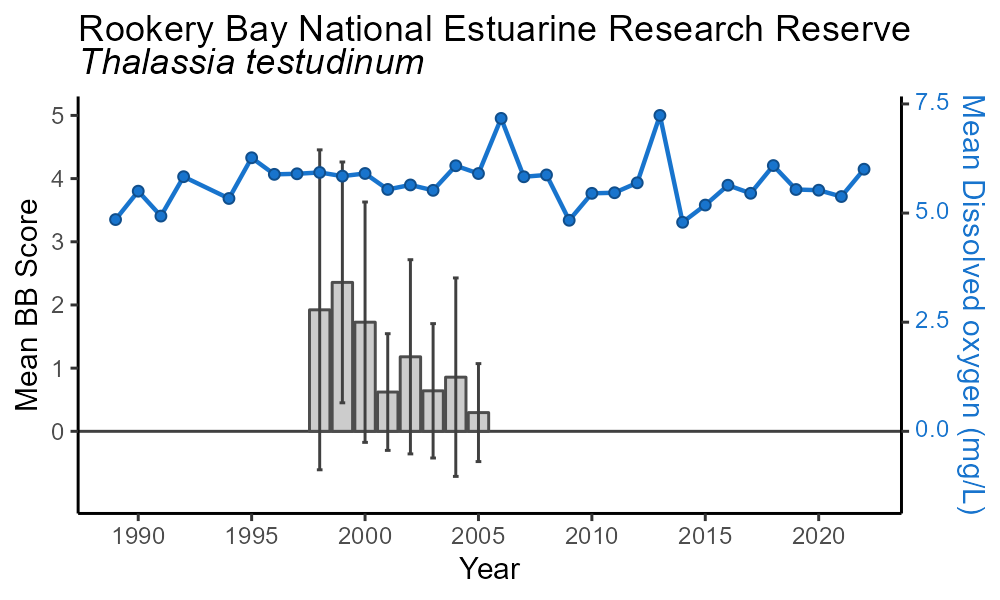 Rookery Bay National Estuarine Research Reserve
Thalassia testudinum
Mean BB Score
5
4
3
2
1
0
7.5
5.0
2.5
0.0
Mean Dissolved oxygen (mg/L)
1990 1995 2000 2005 2010 2015 2020
Year